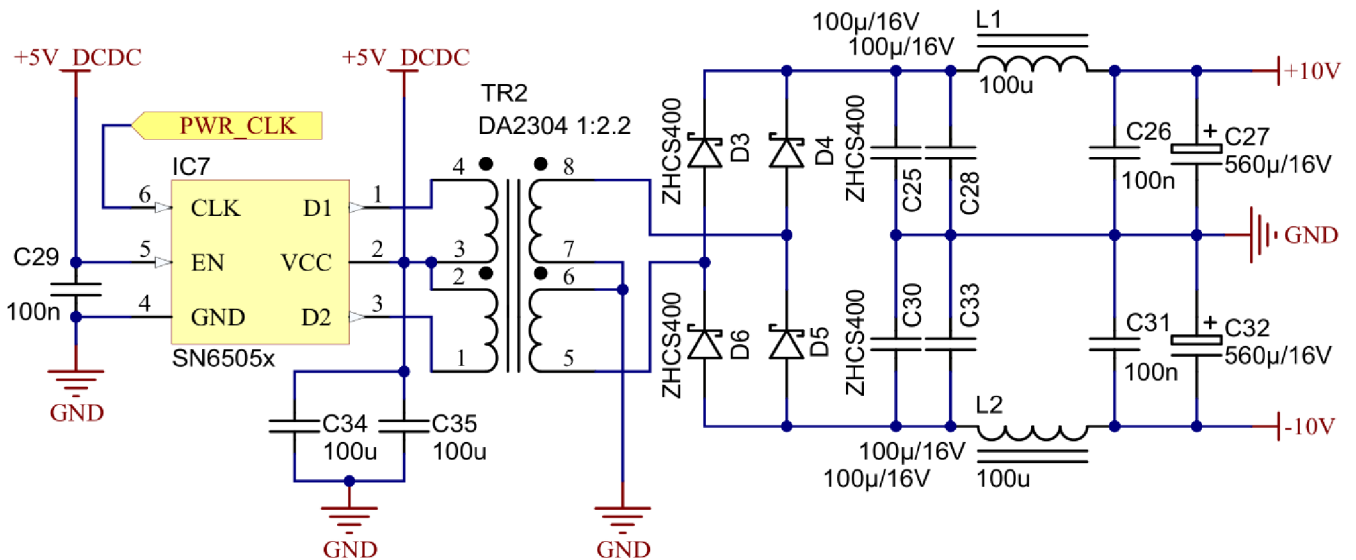 +5V_DCDC
PWR_CLK
IC7
6
CLK
D1
1
5
EN
VCC
2
4
GND
D2
3
SN6505x
C29
100n
GND
+5V_DCDC
TR2
DA2304 1:2.2
4
8
3
7
2
6
1
5
C34
100u
C35
100u
GND
GND
ZHCS400
D3
D4
ZHCS400
ZHCS400
D6
D5
ZHCS400
100µ/16V
100µ/16V
C25
C28
C30
C33
100µ/16V
100µ/16V
L1
100u
L2
100u
C26
100n
+
C27
560µ/16V
C31
100n
+
C32
560µ/16V
+10V
GND
-10V